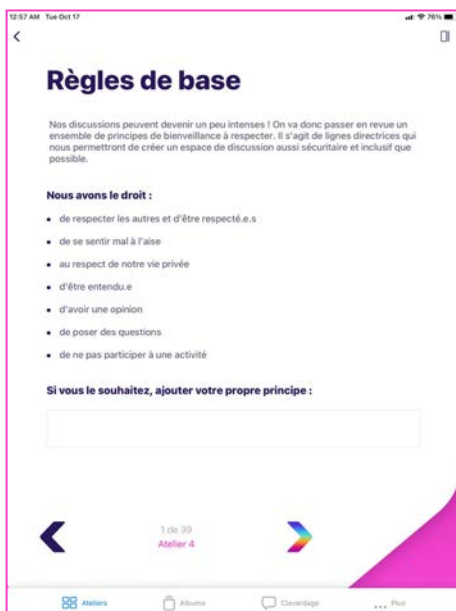 12:57 AM Tue Oct 17
76%
Règles de base
Nos discussions peuvent devenir un peu intenses ! On va donc passer en revue un
ensemble de principes de bienveillance à respecter. Il s'agit de lignes directrices qui
nous permettront de créer un espace de discussion aussi sécuritaire et inclusif que
possible.
Nous avons le droit :
• de respecter les autres et d'être respecté.e.s
• de se sentir mal à l'aise
• au respect de notre vie privée
• d'être entendu.e
• d'avoir une opinion
• de poser des questions
• de ne pas participer à une activité
Si vous le souhaitez, ajouter votre propre principe :
1 de 39
Atelier 4
Ateliers
Albums
Clavardage
Plus